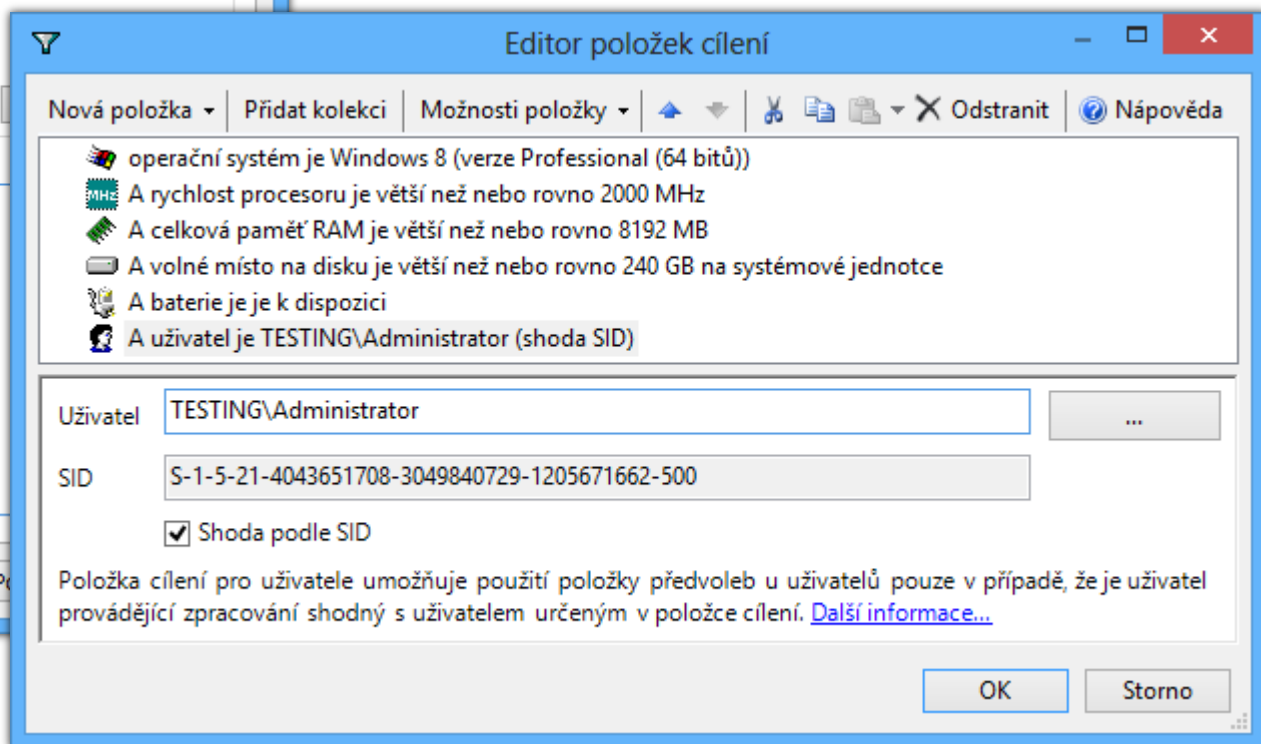 Editor položek cílení
Nová položka Přidat kolekci Možnosti položky Odstranit Nápověda
operační systém je Windows 8 (verze Professional (64 bitů))
MHz A rychlost procesoru je větší než nebo rovno 2000 MHz
A celková paměť RAM je větší než nebo rovno 8192 MB
A volné místo na disku je větší než nebo rovno 240 GB na systémové jednotce
A baterie je je k dispozici
A uživatel je TESTING\Administrator (shoda SID)
Uživatel TESTING\Administrator ...
SID S-1-5-21-4043651708-3049840729-1205671662-500
Shoda podle SID
Položka cílení pro uživatele umožňuje použití položky předvoleb u uživatelů pouze v případě, že je uživatel
provádějící zpracování shodný s uživatelem určeným v položce cílení. Další informace...
OK Storno